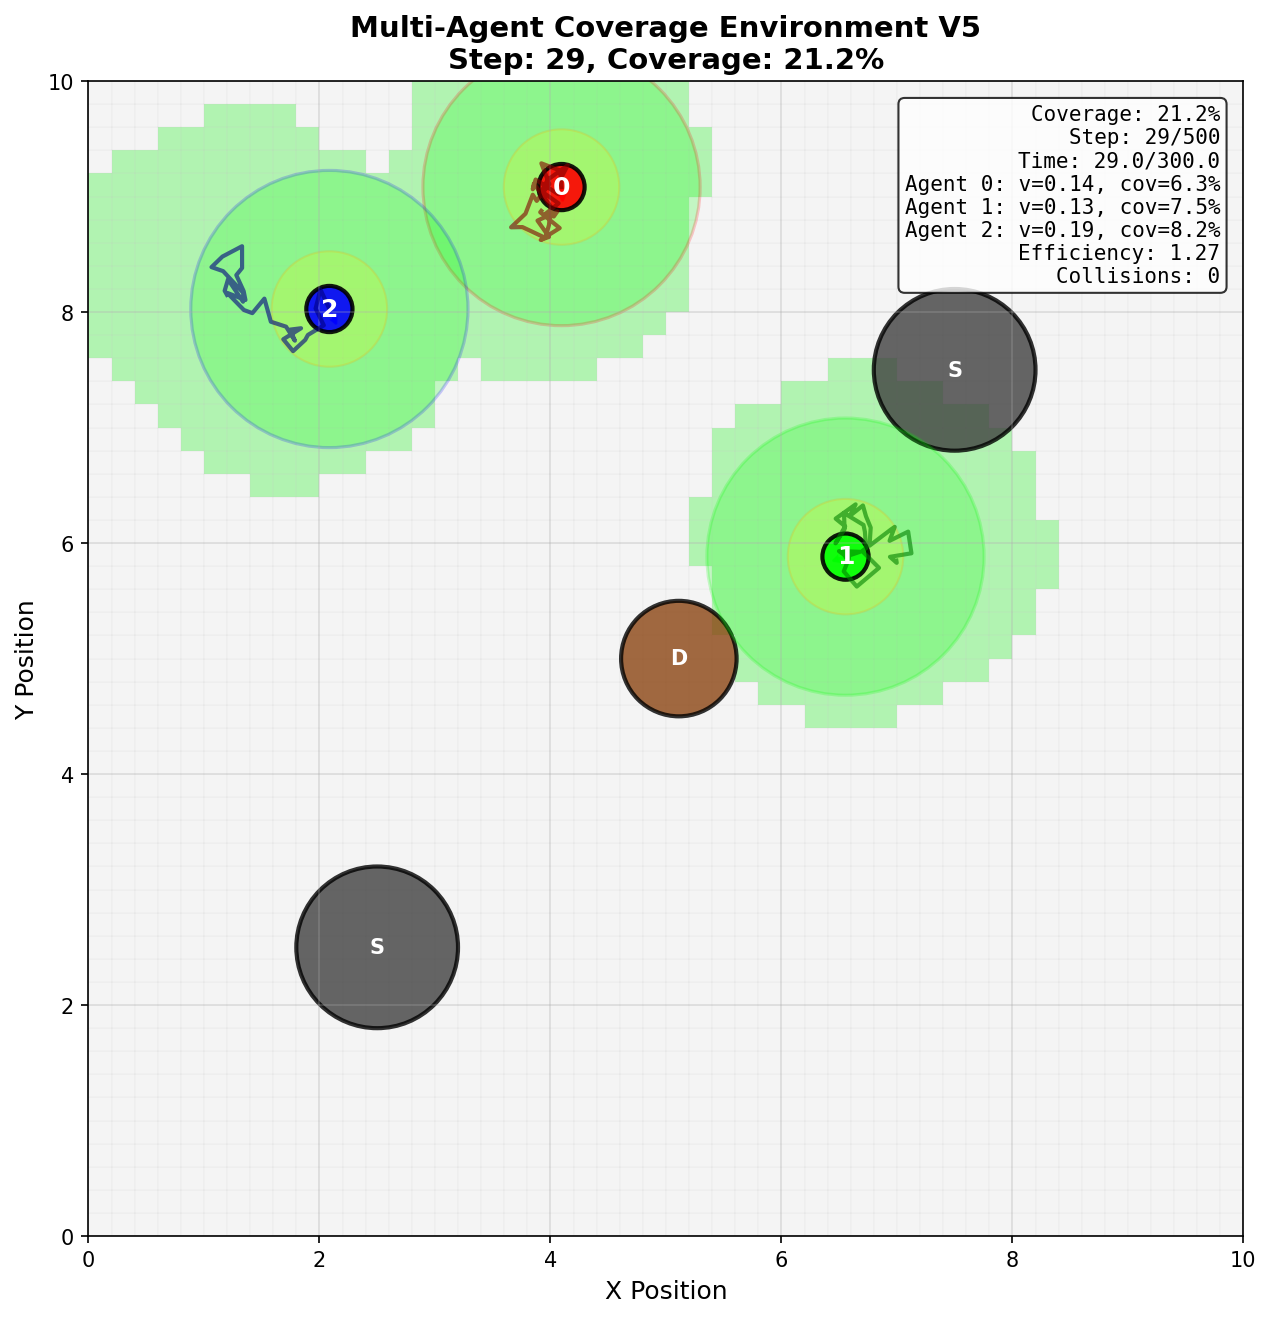 Multi-Agent Coverage Environment V5
Step: 29, Coverage: 21.2%
Coverage: 21.2%
Step: 29/500
Time: 29.0/300.0
Agent 0: v=0.14, cov=6.3%
Agent 1: v=0.13, cov=7.5%
Agent 2: v=0.19, cov=8.2%
Efficiency: 1.27
Collisions: 0
0
2
S
1
D
S
Y Position
10
8
6
4
2
0
0 2 4 6 8 10
X Position